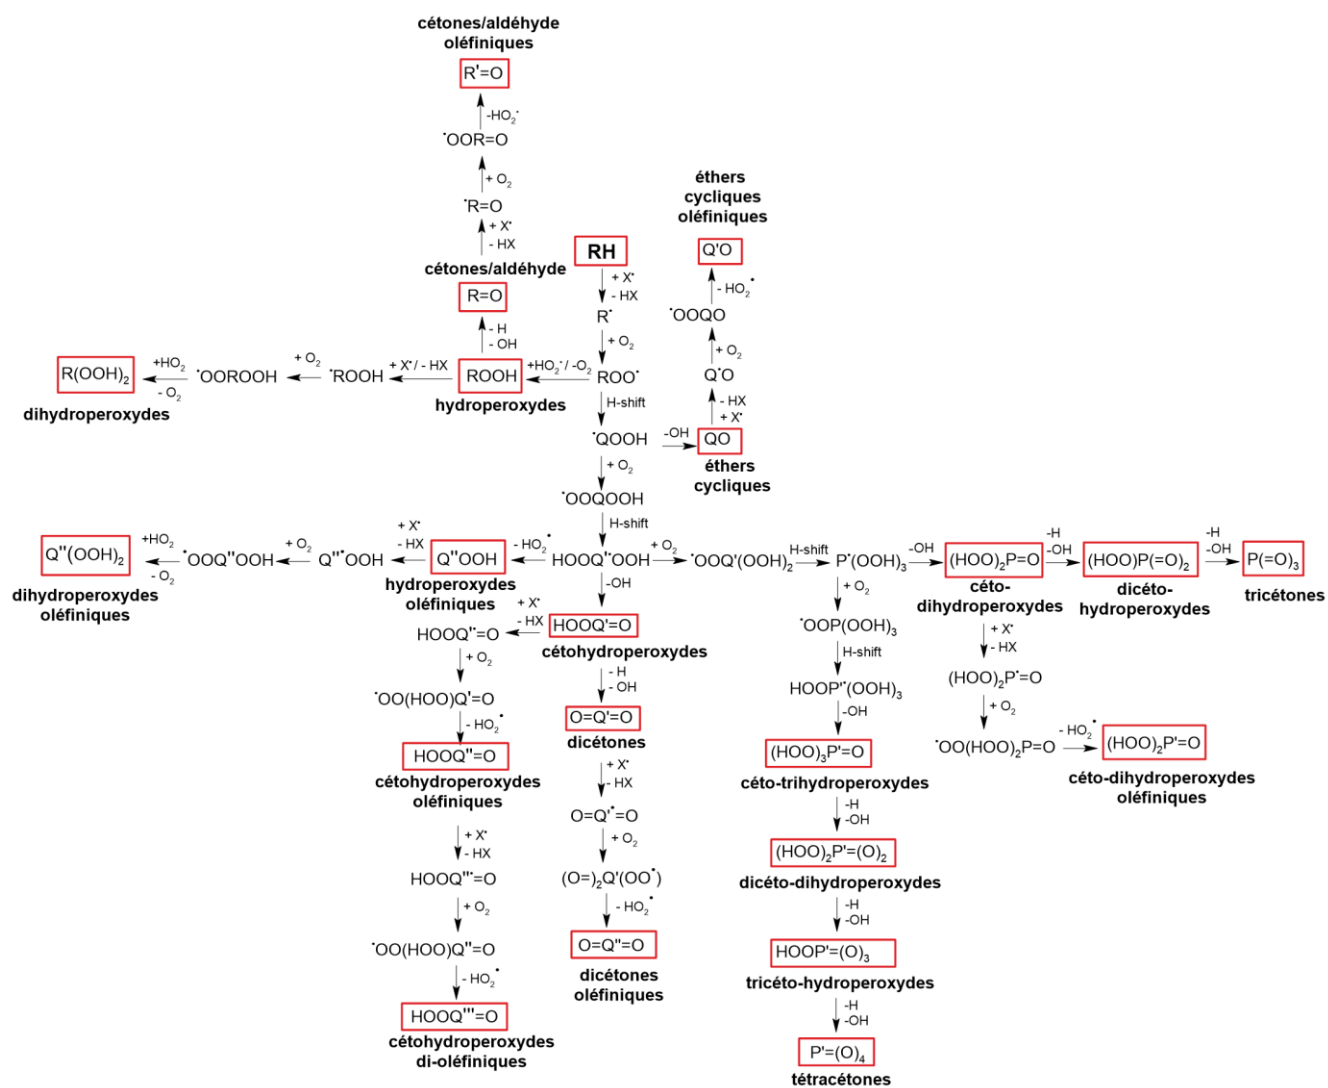 cétones/aldéhyde
oléfiniques
R'=O
-HO₂˙
˙OOR=O
+ O₂
˙R=O
+ X˙
- HX
cétones/aldéhyde
R=O
- H
- OH
éthers
cycliques
oléfiniques
Q'O
- HO₂˙
˙OOQO
+ O₂
Q˙O
- HX
+ X˙
RH
+ X˙
- HX
R˙
+ O₂
R(OOH)₂
+HO₂
- O₂
˙OOROOH
+ O₂
˙ROOH
+ X˙/ - HX
ROOH
+HO₂˙/ -O₂
ROO˙
dihydroperoxydes
hydroperoxydes
H-shift
˙QOOH
-OH
QO
éthers
cycliques
+ O₂
˙OOQOOH
H-shift
Q''(OOH)₂
+HO₂
- O₂
˙OOQ''OOH
+ O₂
Q''˙OOH
+ X˙
- HX
Q''OOH
- HO₂˙
HOOQ''OOH
+ O₂
˙OOQ'(OOH)₂
H-shift
P˙(OOH)₃
-OH
(HOO)₂P=O
-H
-OH
(HOO)P(=O)₂
-H
-OH
P(=O)₃
dihydroperoxydes
oléfiniques
hydroperoxydes
oléfiniques
céto-
dihydroperoxydes
dicéto-
hydroperoxydes
tricétones
-OH
HOOQ'=O
cétohydroperoxydes
+ X˙
- HX
HOOQ'˙=O
+ O₂
˙OO(HOO)Q'=O
- HO₂˙
HOOQ''=O
cétohydroperoxydes
oléfiniques
+ X˙
- HX
HOOQ''˙=O
+ O₂
˙OO(HOO)Q''=O
- HO₂˙
HOOQ'''=O
cétohydroperoxydes
di-oléfiniques
- H
- OH
O=Q'=O
dicétones
+ X˙
- HX
O=Q'˙=O
+ O₂
(O=)₂Q'(OO˙)
- HO₂˙
O=Q''=O
dicétones
oléfiniques
+ O₂
˙OOP(OOH)₃
H-shift
HOOP'˙(OOH)₃
-OH
(HOO)₃P'=O
céto-trihydroperoxydes
-H
-OH
(HOO)₂P'=(O)₂
dicéto-dihydroperoxydes
-H
-OH
HOOP'=(O)₃
tricéto-hydroperoxydes
-H
-OH
P'=(O)₄
tétracétones
+ X˙
- HX
(HOO)₂P˙=O
+ O₂
˙OO(HOO)₂P=O
- HO₂˙
(HOO)₂P'=O
céto-dihydroperoxydes
oléfiniques